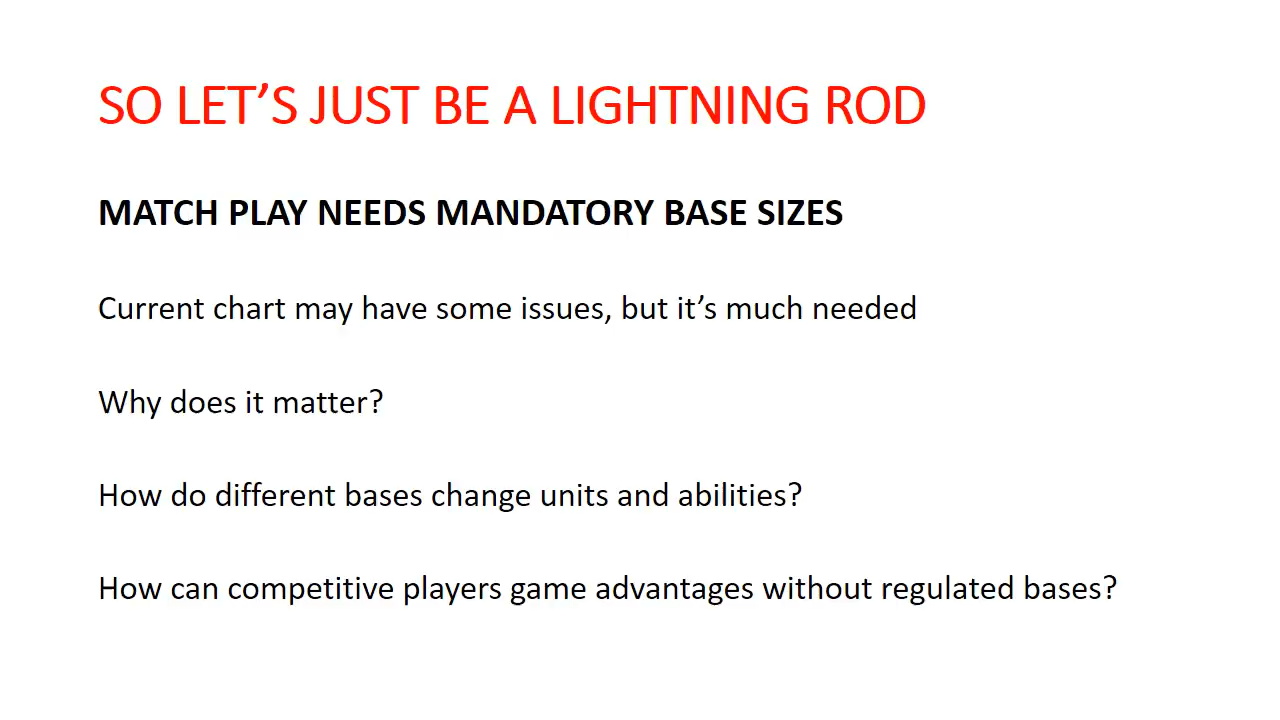 SO LET’S JUST BE A LIGHTNING ROD
MATCH PLAY NEEDS MANDATORY BASE SIZES
Current chart may have some issues, but it’s much needed
Why does it matter?
How do different bases change units and abilities?
How can competitive players game advantages without regulated bases?